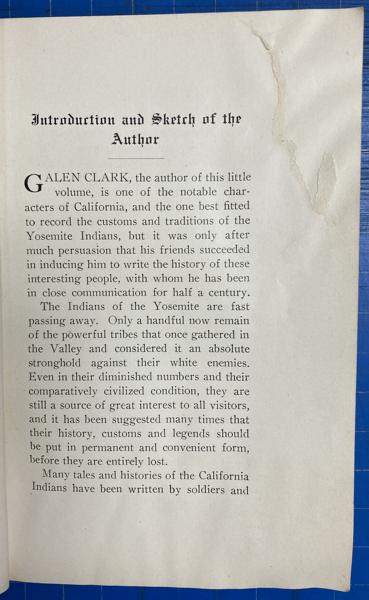 Introduction and Sketch of the
Author
GALEN CLARK, the author of this little
volume, is one of the notable char-
acters of California, and the one best fitted
to record the customs and traditions of the
Yosemite Indians, but it was only after
much persuasion that his friends succeeded
in inducing him to write the history of these
interesting people, with whom he has been
in close communication for half a century.
The Indians of the Yosemite are fast
passing away. Only a handful now remain
of the powerful tribes that once gathered in
the Valley and considered it an absolute
stronghold against their white enemies.
Even in their diminished numbers and their
comparatively civilized condition, they are
still a source of great interest to all visitors,
and it has been suggested many times that
their history, customs and legends should
be put in permanent and convenient form,
before they are entirely lost.
Many tales and histories of the California
Indians have been written by soldiers and